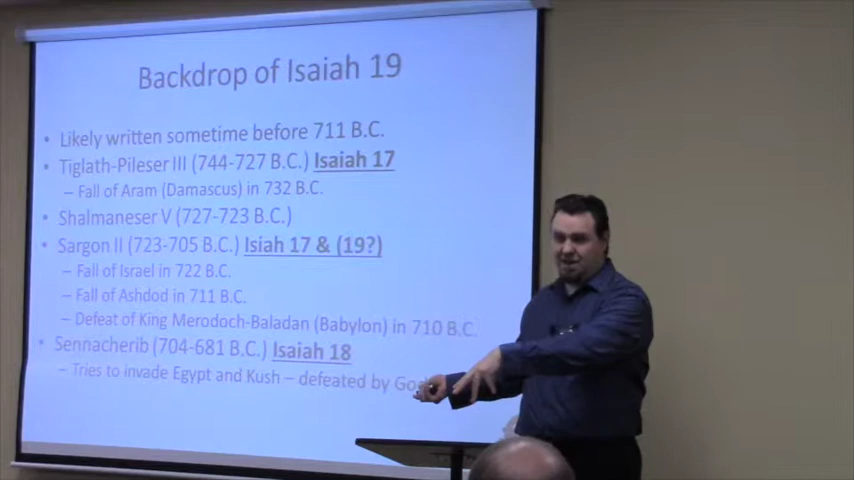 Backdrop of Isaiah 19
• Likely written sometime before 711 B.C.
• Tiglath-Pileser III (744-727 B.C.) Isaiah 17
– Fall of Aram (Damascus) in 732 B.C.
• Shalmaneser V (727-723 B.C.)
• Sargon II (723-705 B.C.) Isiah 17 & (19?)
– Fall of Israel in 722 B.C.
– Fall of Ashdod in 711 B.C.
– Defeat of King Merodoch-Baladan (Babylon) in 710 B.C.
• Sennacherib (704-681 B.C.) Isaiah 18
– Tries to invade Egypt and Kush – defeated by God